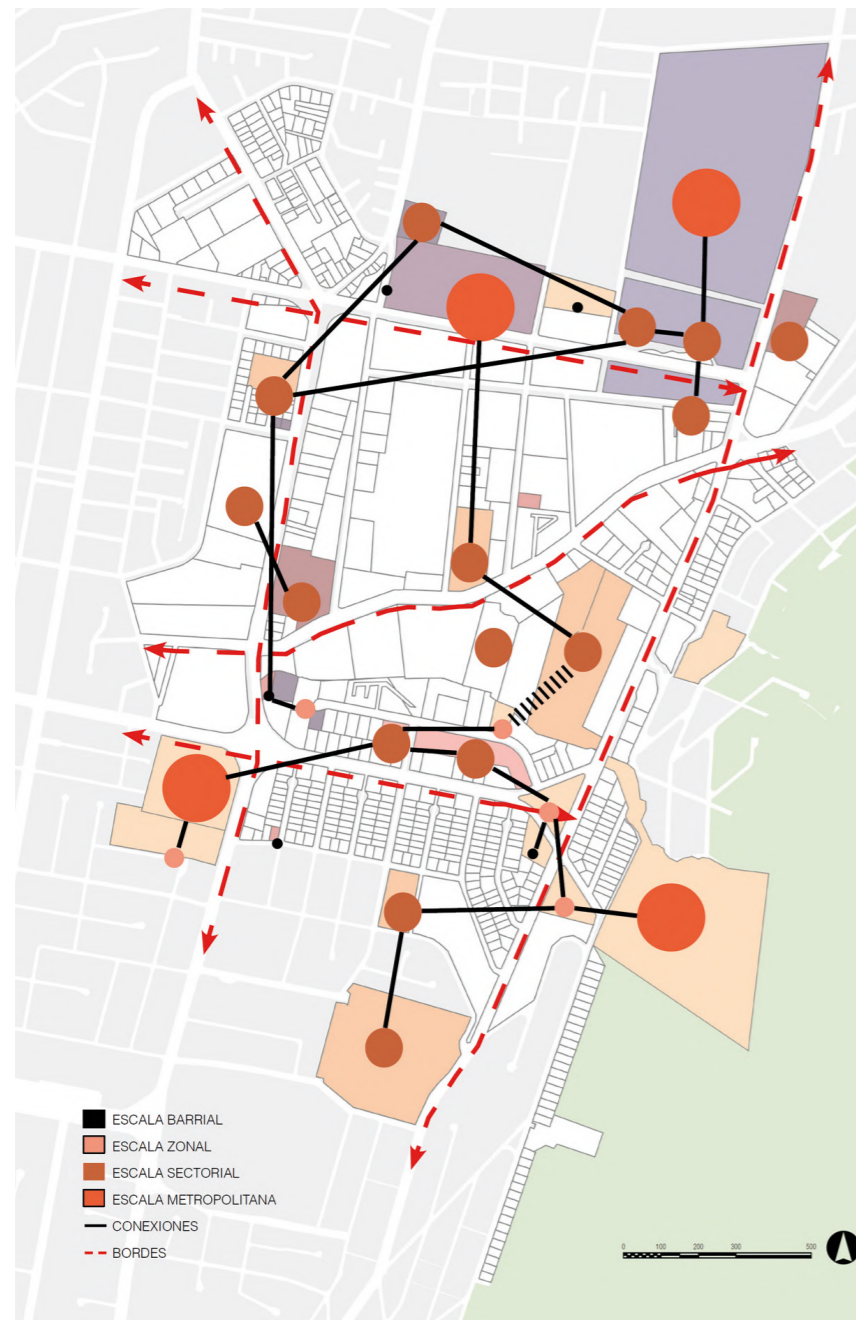 ESCALA BARRIAL
ESCALA ZONAL
ESCALA SECTORIAL
ESCALA METROPOLITANA
CONEXIONES
BORDES
0 100 200 300 500